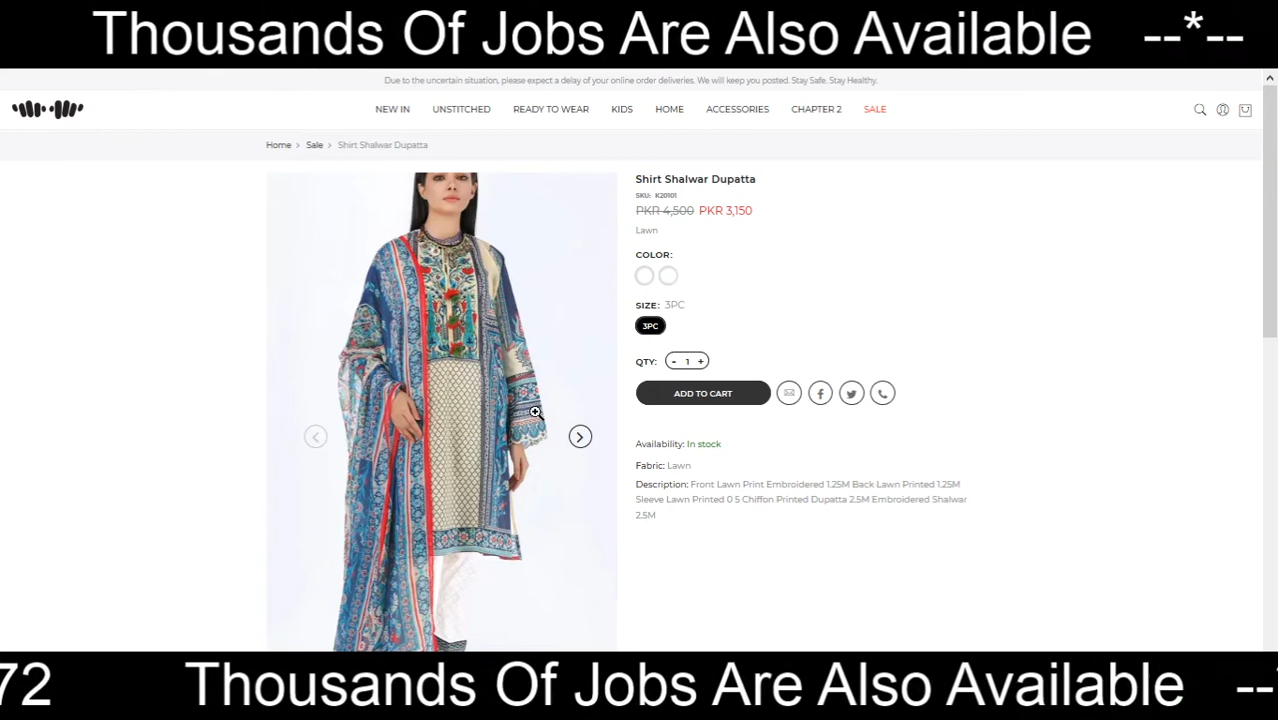 Thousands Of Jobs Are Also Available --*--
Due to the uncertain situation, please expect a delay of your online order deliveries. We will keep you posted. Stay Safe. Stay Healthy.
NEW IN UNSTITCHED READY TO WEAR KIDS HOME ACCESSORIES CHAPTER 2 SALE
Home > Sale > Shirt Shalwar Dupatta
Shirt Shalwar Dupatta
SKU: K20101
PKR 4,500 PKR 3,150
Lawn
COLOR:
SIZE: 3PC
3PC
QTY: - 1 +
ADD TO CART
Availability: In stock
Fabric: Lawn
Description: Front Lawn Print Embroidered 1.25M Back Lawn Printed 1.25M
Sleeve Lawn Printed 0 5 Chiffon Printed Dupatta 2.5M Embroidered Shalwar
2.5M
72 Thousands Of Jobs Are Also Available --